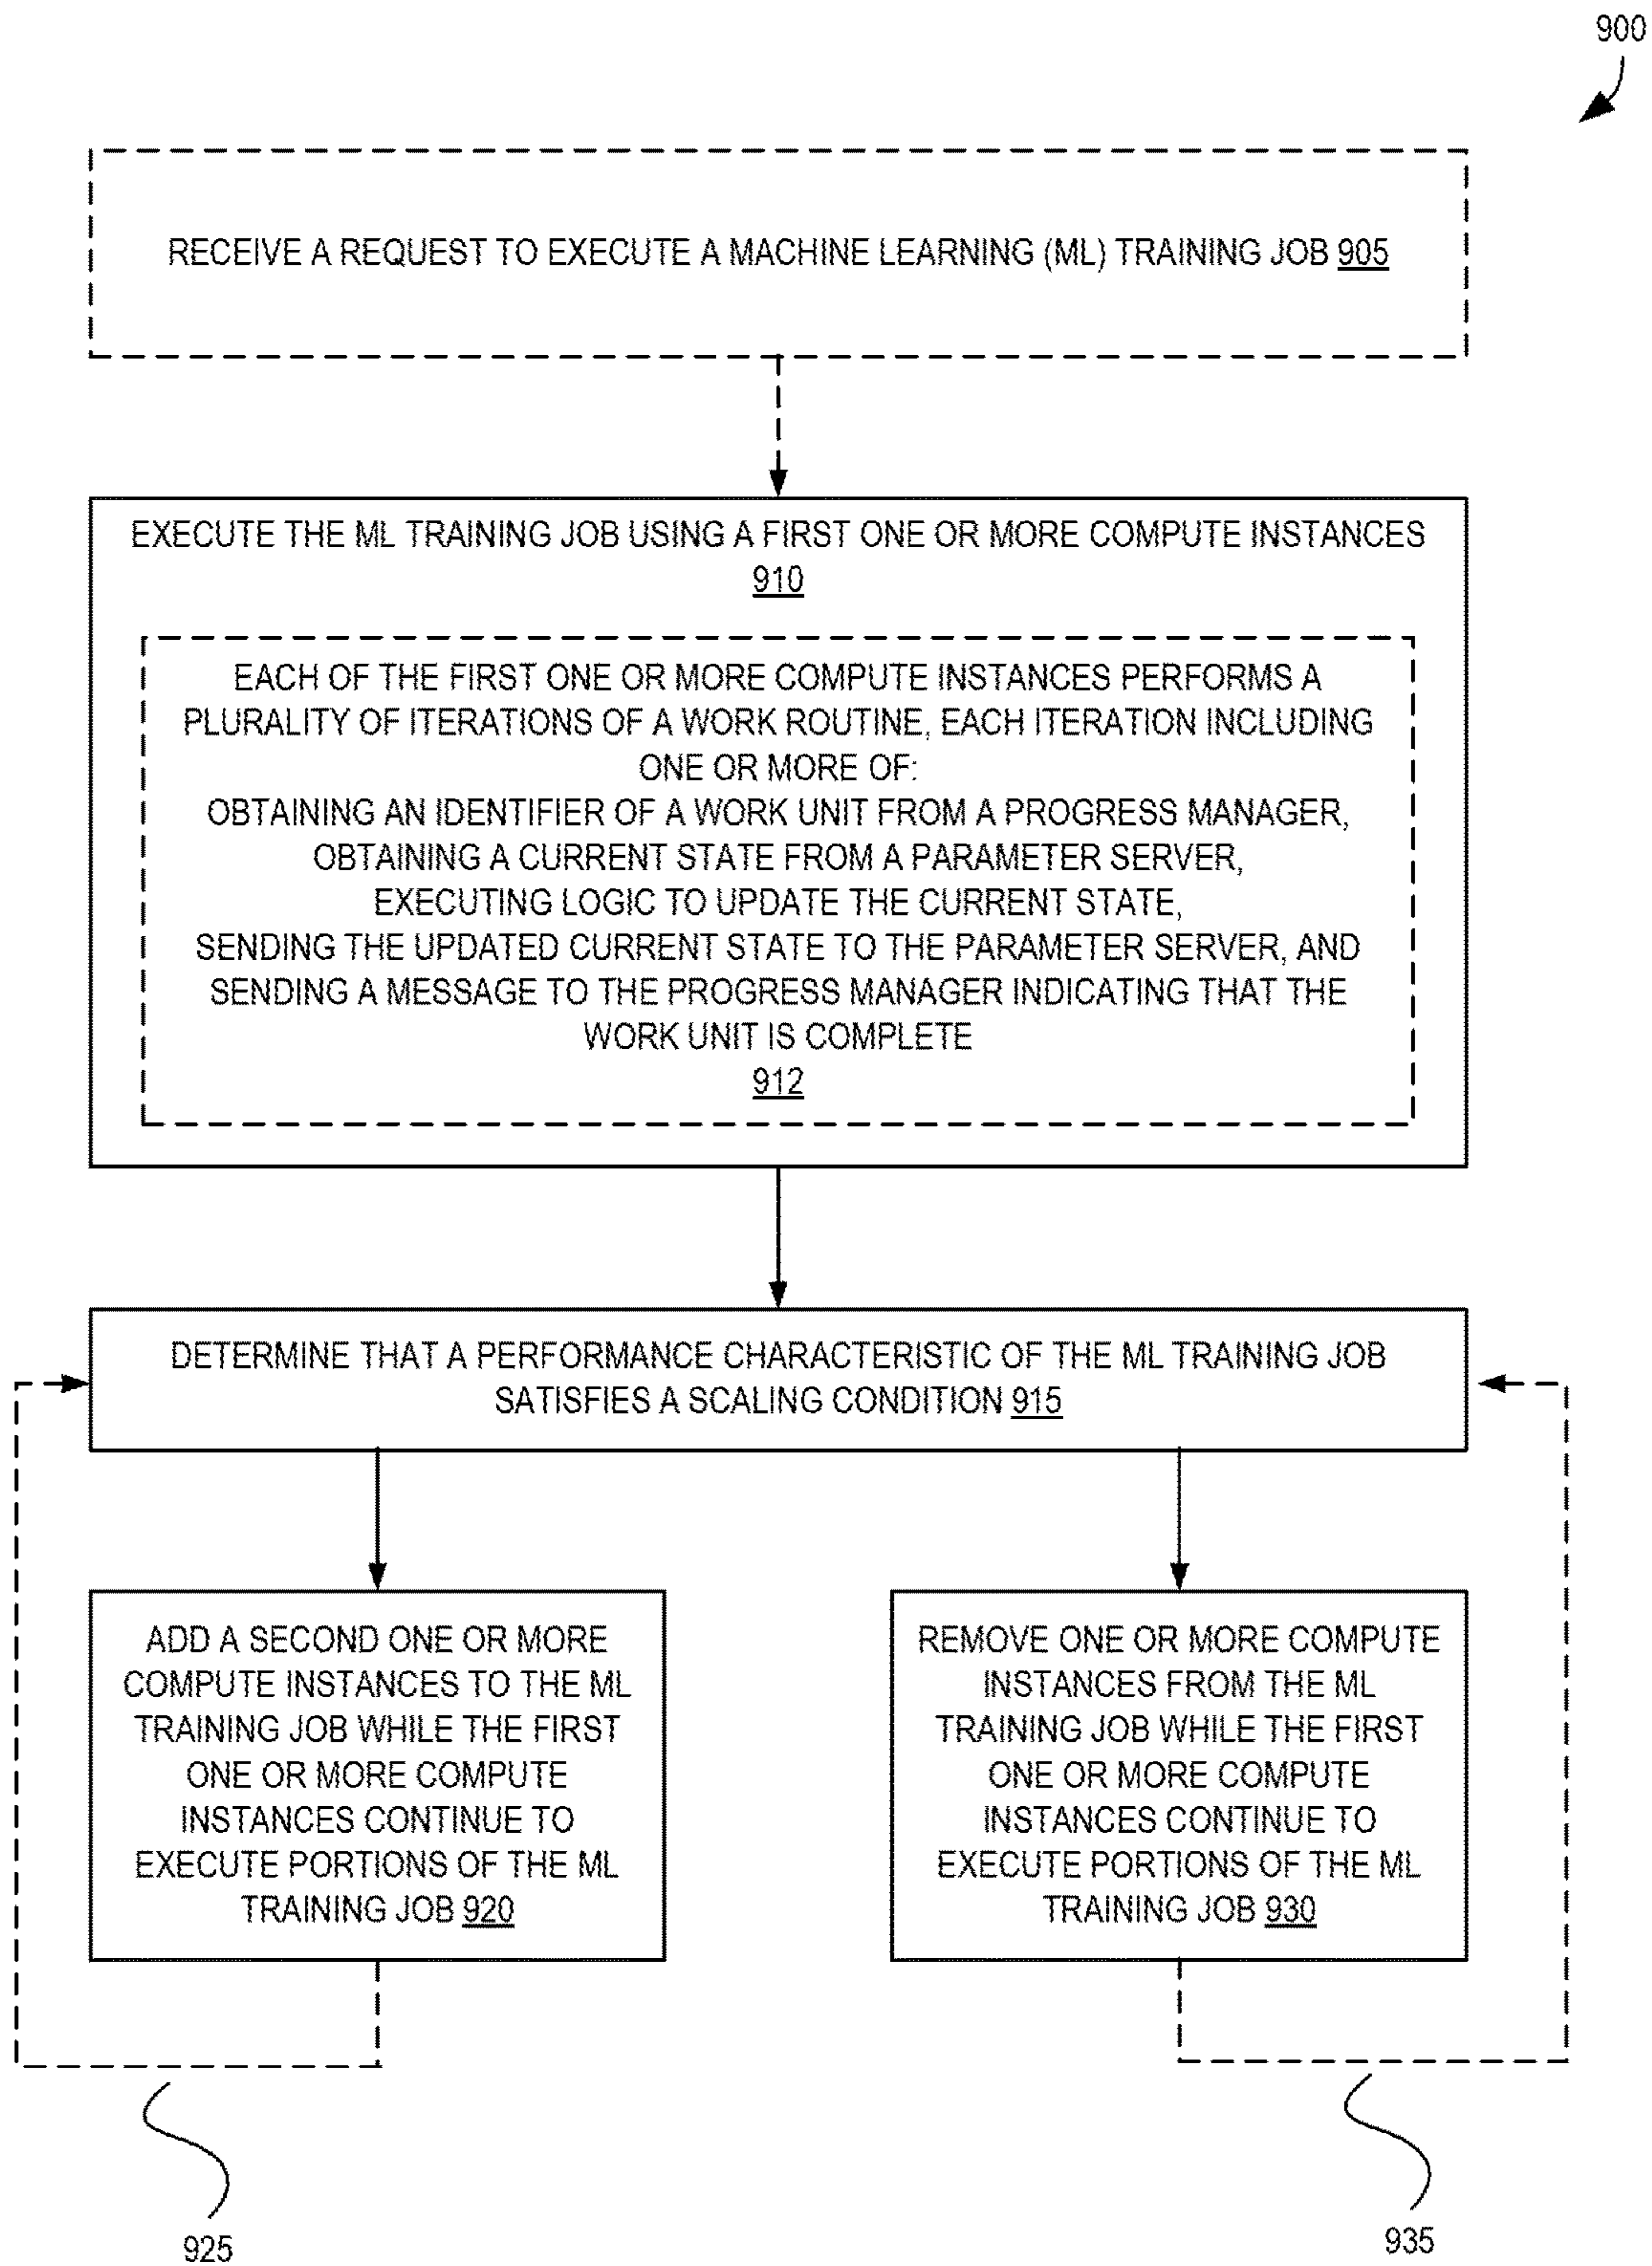 900
RECEIVE A REQUEST TO EXECUTE A MACHINE LEARNING (ML) TRAINING JOB 905
EXECUTE THE ML TRAINING JOB USING A FIRST ONE OR MORE COMPUTE INSTANCES
910
EACH OF THE FIRST ONE OR MORE COMPUTE INSTANCES PERFORMS A
PLURALITY OF ITERATIONS OF A WORK ROUTINE, EACH ITERATION INCLUDING
ONE OR MORE OF:
OBTAINING AN IDENTIFIER OF A WORK UNIT FROM A PROGRESS MANAGER,
OBTAINING A CURRENT STATE FROM A PARAMETER SERVER,
EXECUTING LOGIC TO UPDATE THE CURRENT STATE,
SENDING THE UPDATED CURRENT STATE TO THE PARAMETER SERVER, AND
SENDING A MESSAGE TO THE PROGRESS MANAGER INDICATING THAT THE
WORK UNIT IS COMPLETE
912
DETERMINE THAT A PERFORMANCE CHARACTERISTIC OF THE ML TRAINING JOB
SATISFIES A SCALING CONDITION 915
ADD A SECOND ONE OR MORE
COMPUTE INSTANCES TO THE ML
TRAINING JOB WHILE THE FIRST
ONE OR MORE COMPUTE
INSTANCES CONTINUE TO
EXECUTE PORTIONS OF THE ML
TRAINING JOB 920
REMOVE ONE OR MORE COMPUTE
INSTANCES FROM THE ML
TRAINING JOB WHILE THE FIRST
ONE OR MORE COMPUTE
INSTANCES CONTINUE TO
EXECUTE PORTIONS OF THE ML
TRAINING JOB 930
925
935